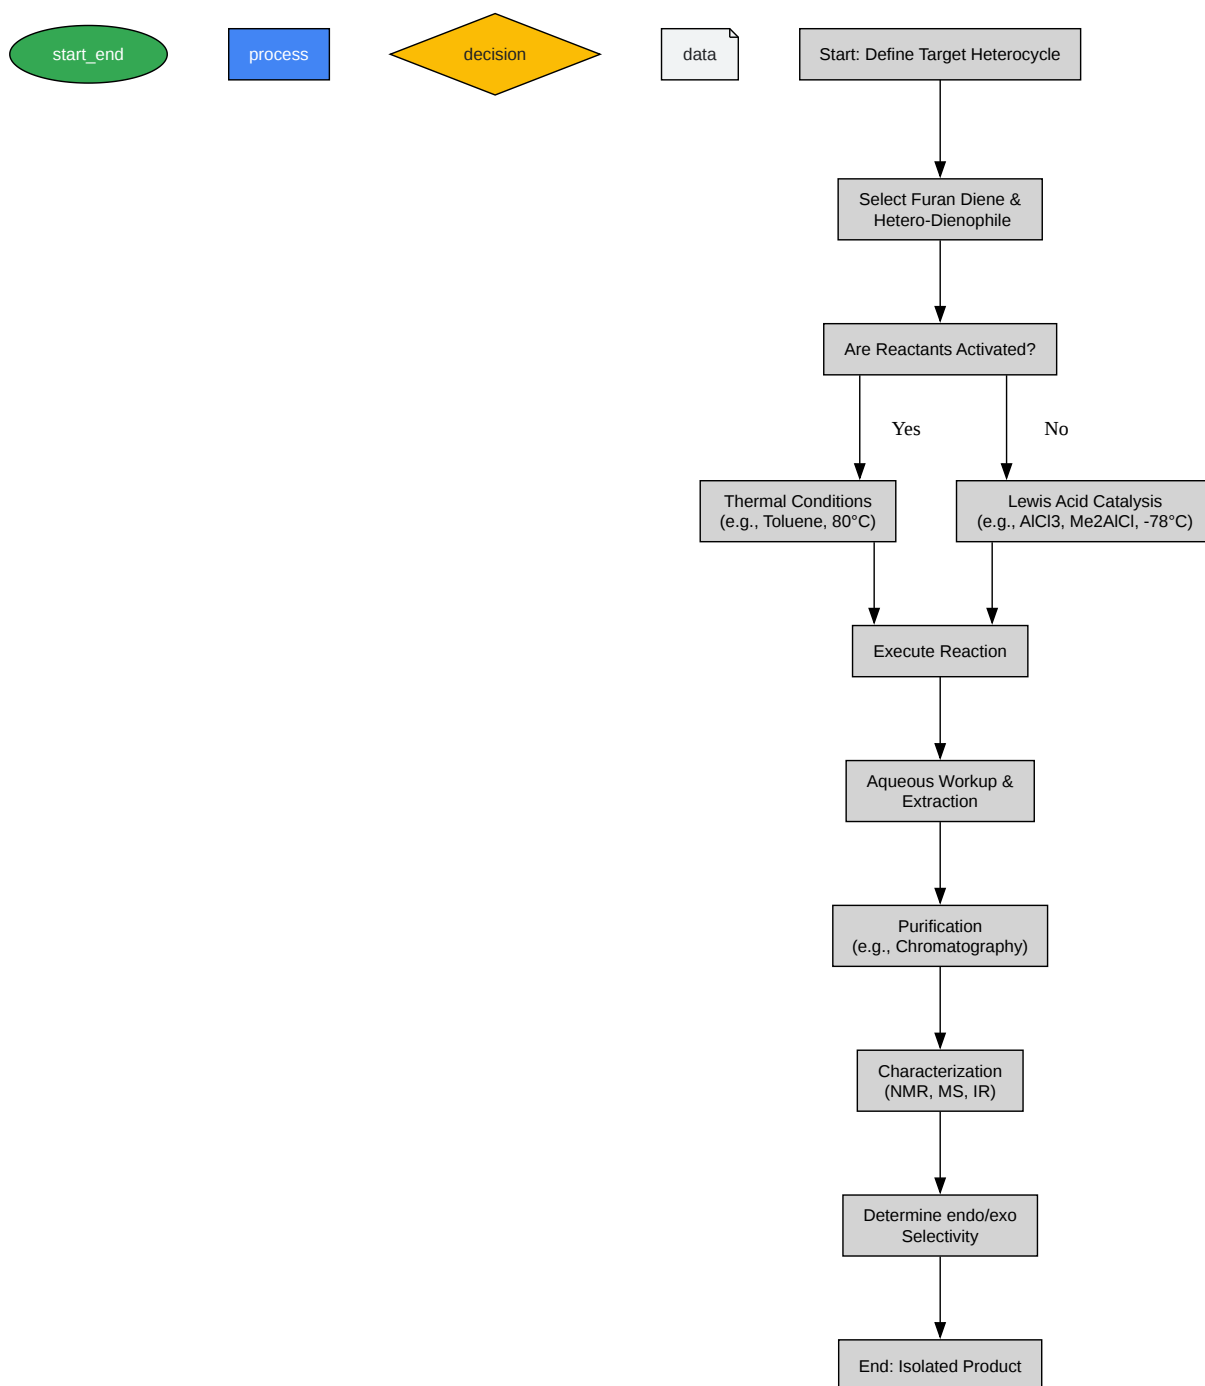 start_end
process
decision
data
Start: Define Target Heterocycle
Select Furan Diene &
Hetero-Dienophile
Are Reactants Activated?
Yes
No
Thermal Conditions
(e.g., Toluene, 80°C)
Lewis Acid Catalysis
(e.g., AlCl3, Me2AlCl, -78°C)
Execute Reaction
Aqueous Workup &
Extraction
Purification
(e.g., Chromatography)
Characterization
(NMR, MS, IR)
Determine endo/exo
Selectivity
End: Isolated Product